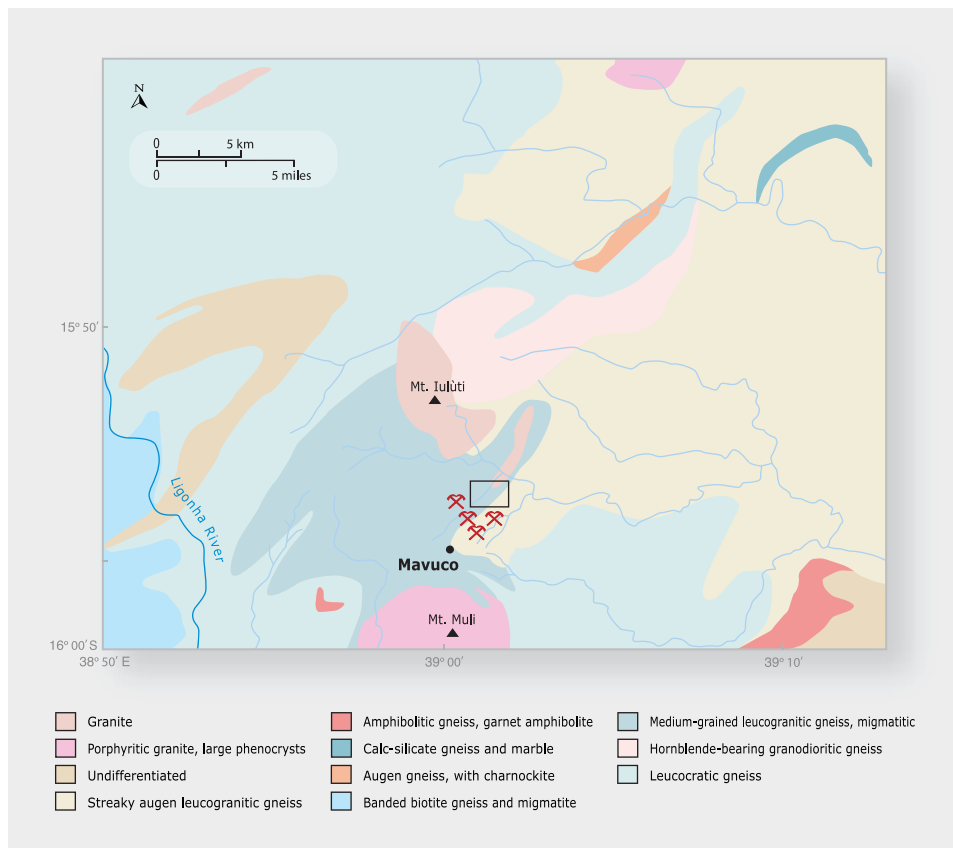 N
0 5 km
0 5 miles
15° 50′
Mt. Iulùti
Ligonha River
Mavuco
Mt. Muli
16° 00′ S
38° 50′ E 39° 00′ 39° 10′
Granite
Porphyritic granite, large phenocrysts
Undifferentiated
Streaky augen leucogranitic gneiss
Amphibolitic gneiss, garnet amphibolite
Calc-silicate gneiss and marble
Augen gneiss, with charnockite
Banded biotite gneiss and migmatite
Medium-grained leucogranitic gneiss, migmatitic
Hornblende-bearing granodioritic gneiss
Leucocratic gneiss